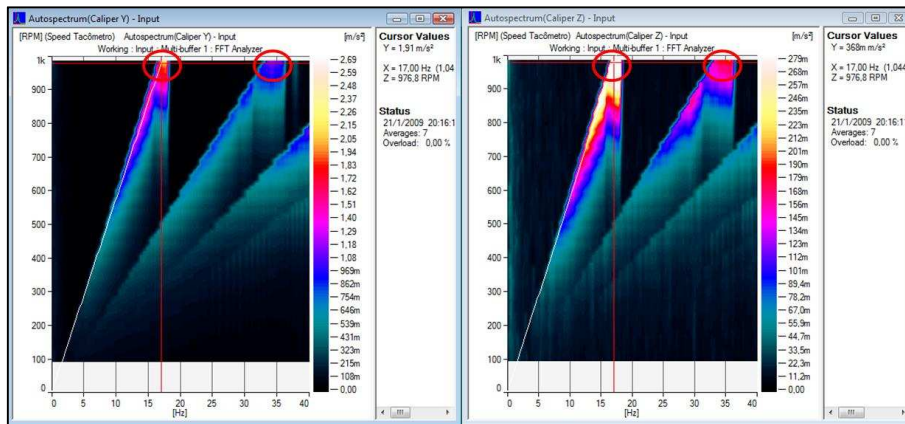 Autospectrum(Caliper Y) - Input
[RPM] (Speed Tacômetro) Autospectrum(Caliper Y) - Input [m/s²]
Working : Input : Multi-buffer 1 : FFT Analyzer
1k
900
800
700
600
500
400
300
200
100
0
0 5 10 15 20 25 30 35 40
[Hz]
2.69
2.58
2.48
2.37
2.26
2.15
2.05
1.94
1.83
1.72
1.61
1.51
1.40
1.29
1.18
1.08
969m
862m
754m
646m
539m
431m
323m
215m
108m
0.00
Cursor Values
Y = 1,91 m/s²
X = 17,00 Hz (1,04
Z = 976,8 RPM
Status
21/1/2009 20:16:1
Averages: 7
Overload: 0,00 %
Autospectrum(Caliper Z) - Input
[RPM] (Speed Tacômetro) Autospectrum(Caliper Z) - Input [m/s²]
Working : Input : Multi-buffer 1 : FFT Analyzer
1k
900
800
700
600
500
400
300
200
100
0
0 5 10 15 20 25 30 35 40
[Hz]
279m
268m
257m
246m
235m
223m
212m
201m
190m
179m
168m
156m
145m
134m
123m
112m
101m
89,4m
78,2m
67,0m
55,9m
44,7m
33,5m
22,3m
11,2m
0,00
Cursor Values
Y = 368m m/s²
X = 17,00 Hz (1,044
Z = 976,8 RPM
Status
21/1/2009 20:16:11
Averages: 7
Overload: 0,00 %